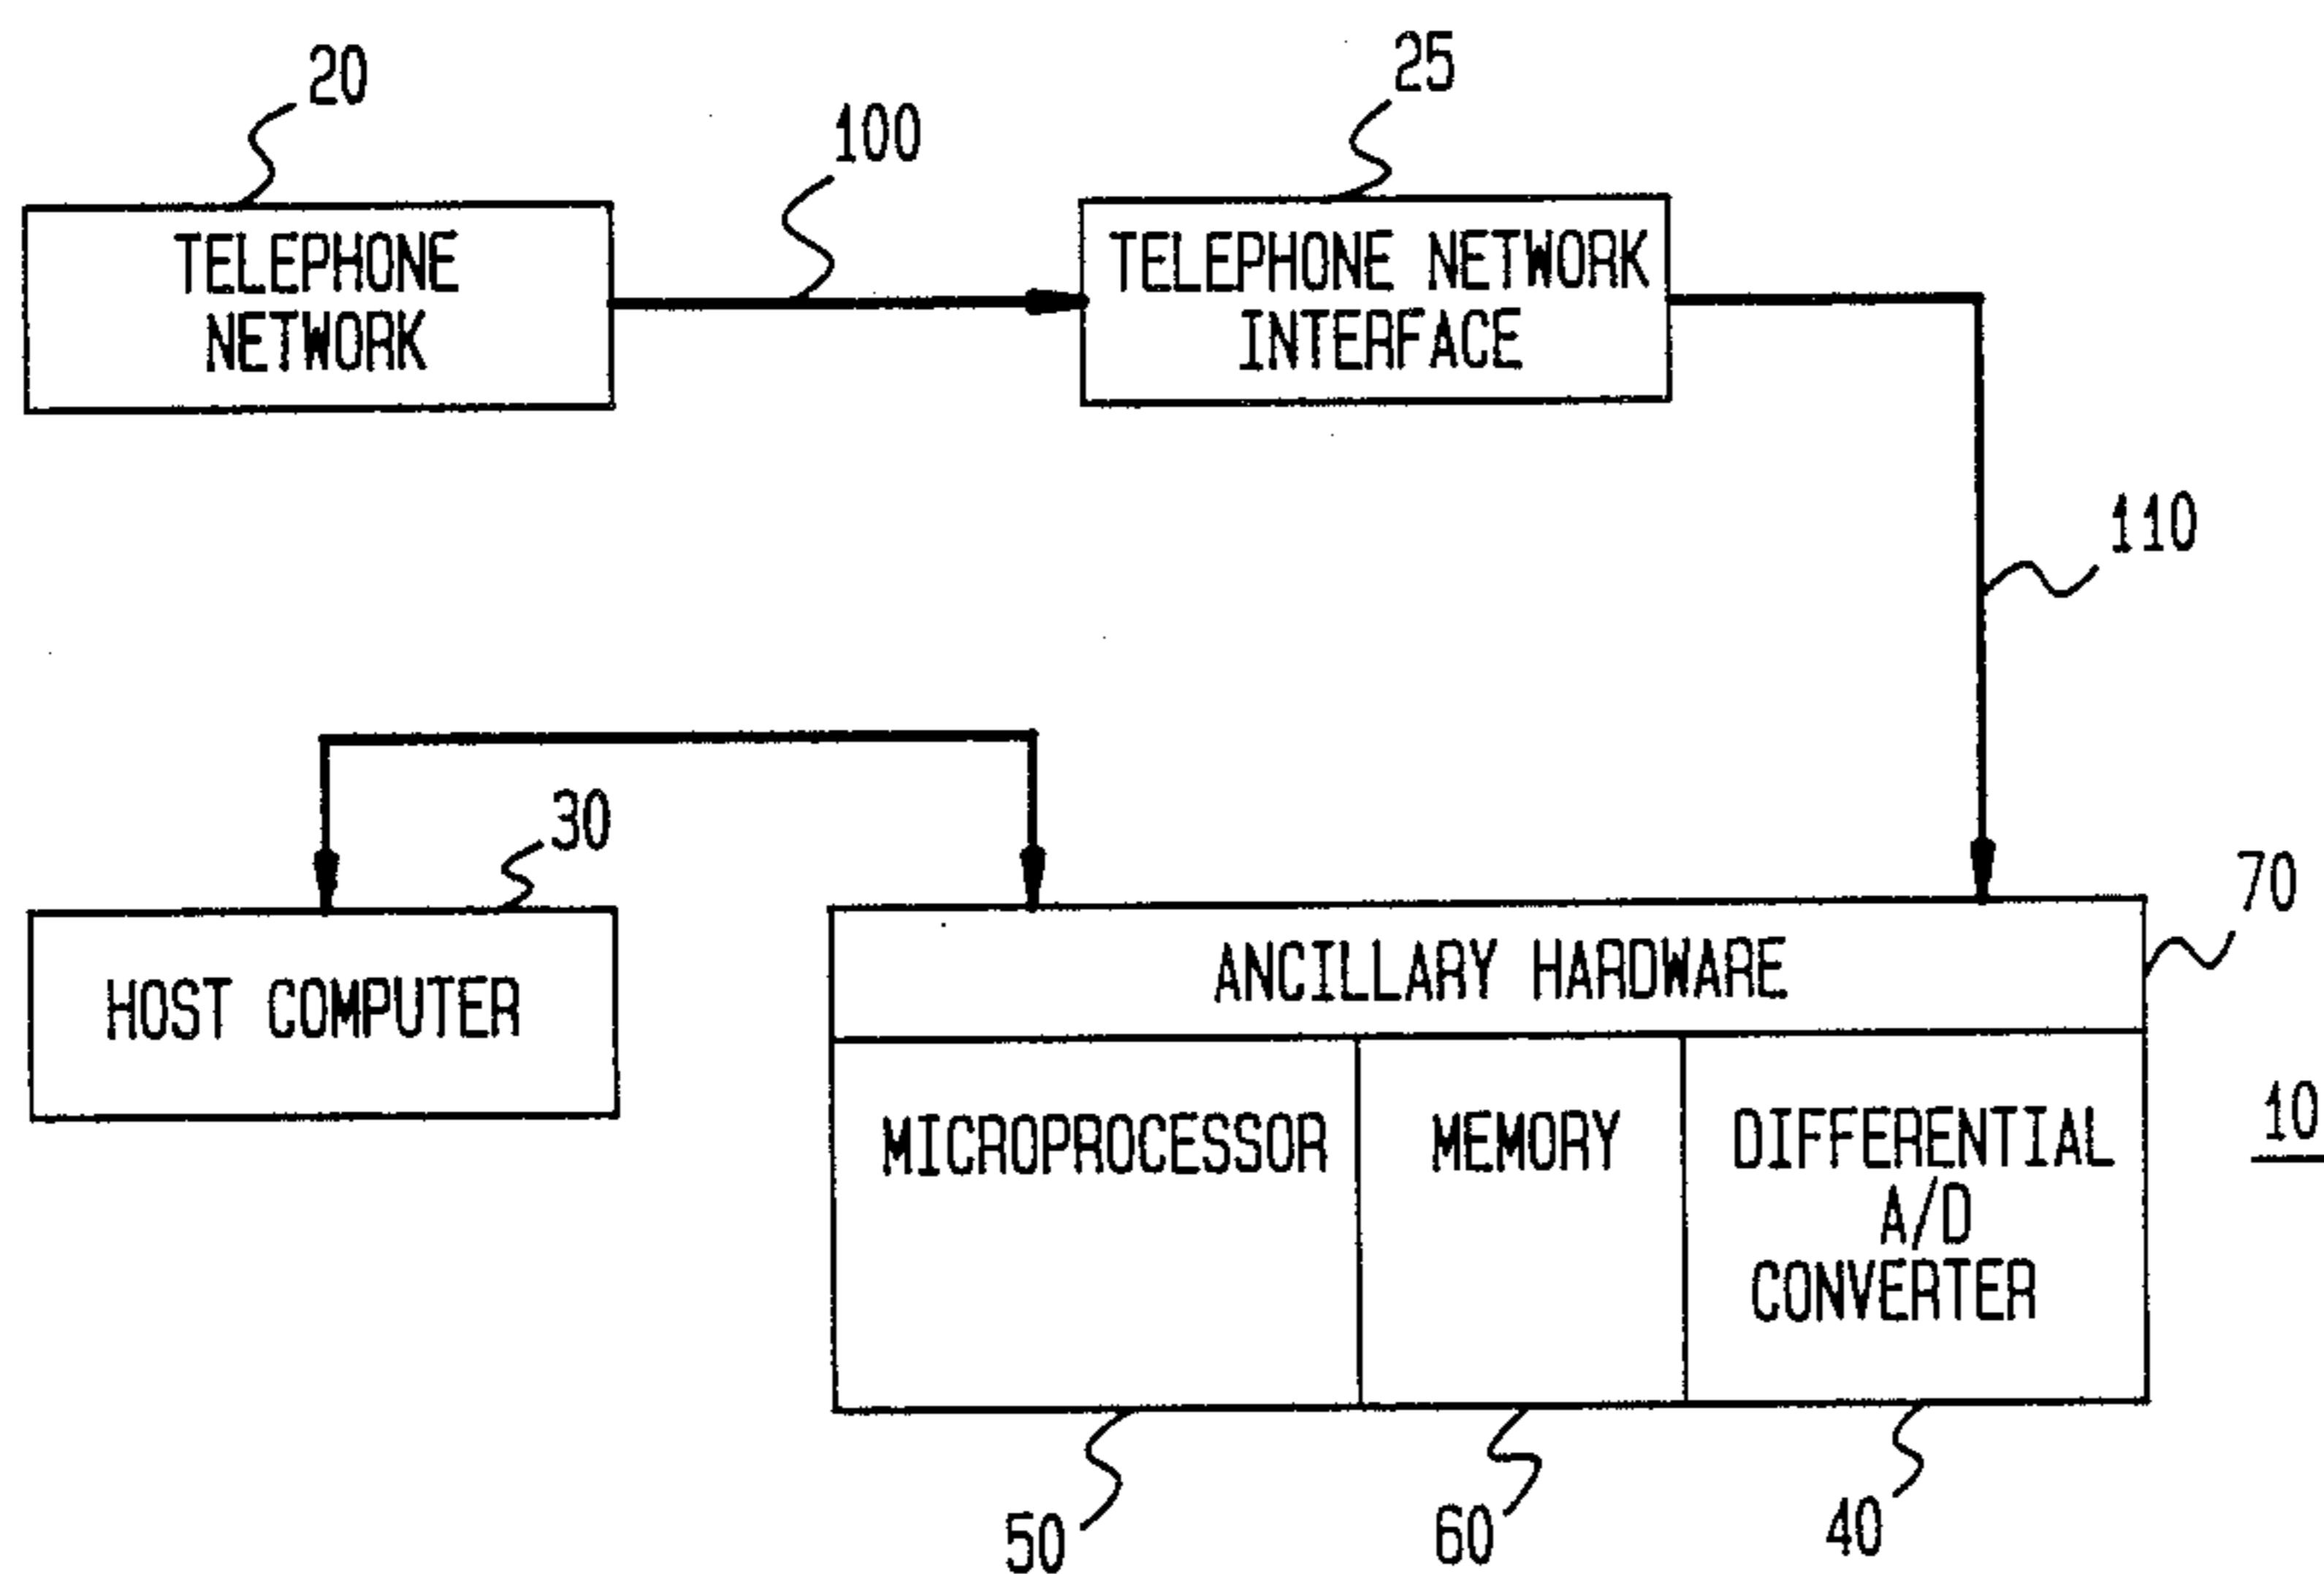 20
25
100
TELEPHONE
NETWORK
TELEPHONE NETWORK
INTERFACE
110
30
70
HOST COMPUTER
ANCILLARY HARDWARE
MICROPROCESSOR
MEMORY
DIFFERENTIAL
A/D
CONVERTER
10
50
60
40